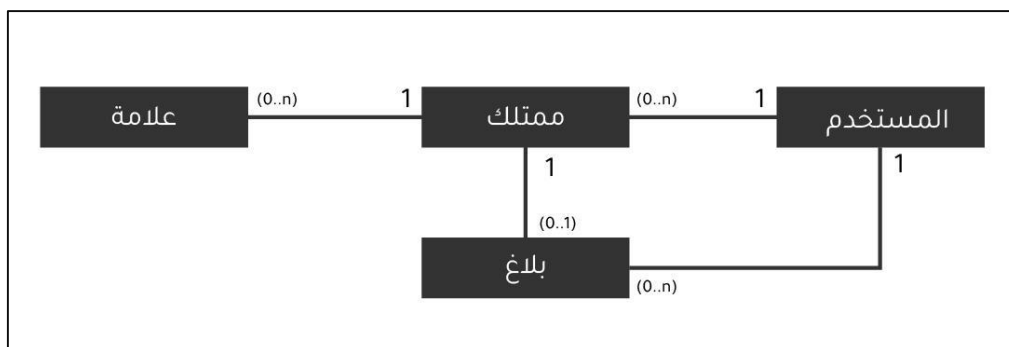 المستخدم
1
(0..n)
ممتلك
1
(0..n)
علامة
1
1
(0..1)
بلاغ
(0..n)